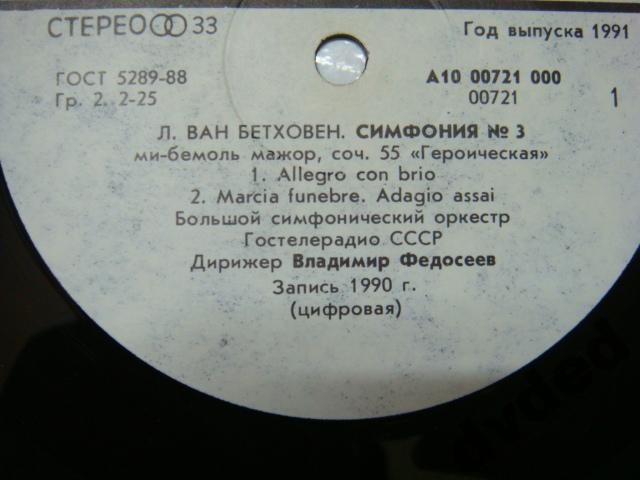 СТЕРЕО 33
Год выпуска 1991
ГОСТ 5289-88
Гр. 2. 2-25
А10 00721 000
00721
1
Л. ВАН БЕТХОВЕН. СИМФОНИЯ № 3
ми-бемоль мажор, соч. 55 «Героическая»
1. Allegro con brio
2. Marcia funebre. Adagio assai
Большой симфонический оркестр
Гостелерадио СССР
Дирижер Владимир Федосеев
Запись 1990 г.
(цифровая)
dvded